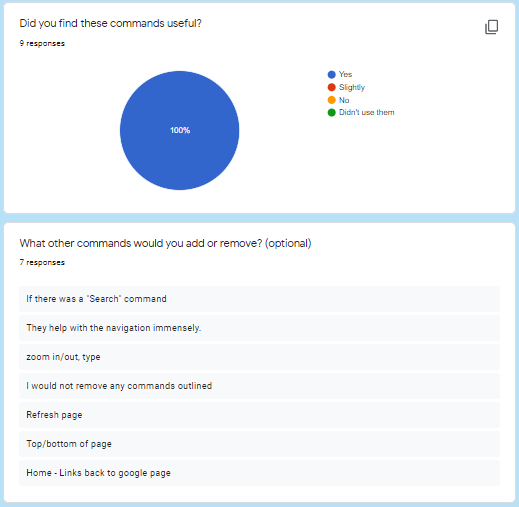 Did you find these commands useful?
9 responses
100%
Yes
Slightly
No
Didn't use them
What other commands would you add or remove? (optional)
7 responses
If there was a "Search" command
They help with the navigation immensely.
zoom in/out, type
I would not remove any commands outlined
Refresh page
Top/bottom of page
Home - Links back to google page